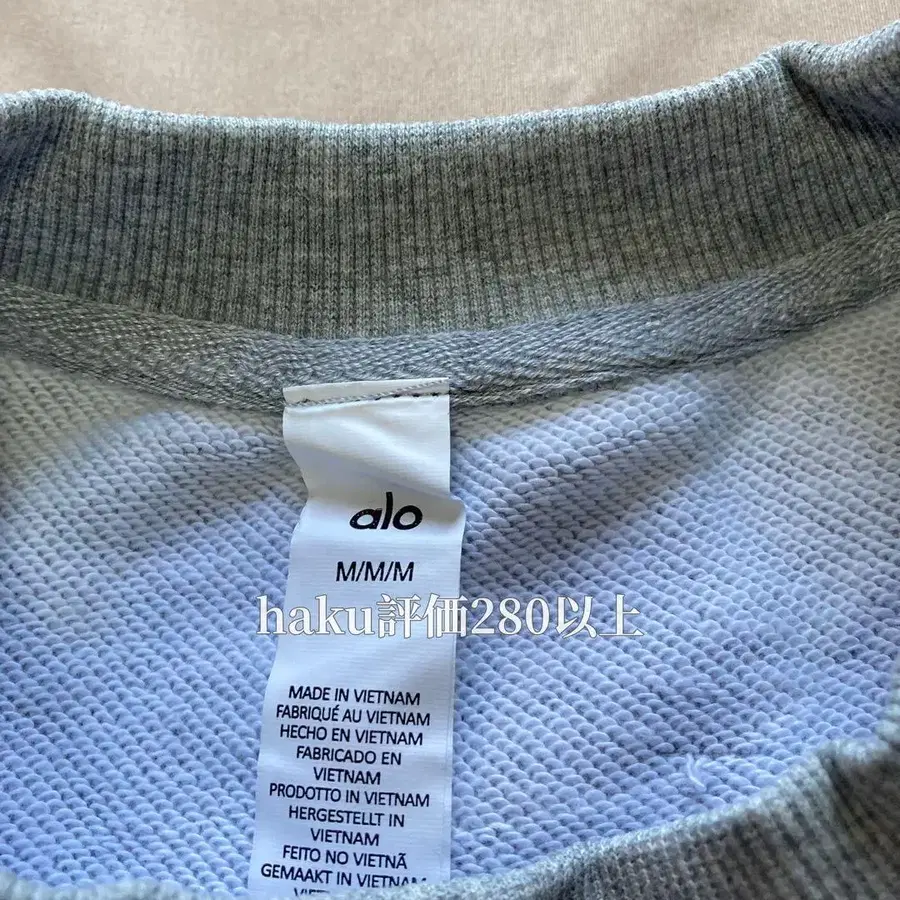 alo
M/M/M
haku評価280以上
MADE IN VIETNAM
FABRIQUÉ AU VIETNAM
HECHO EN VIETNAM
FABRICADO EN
VIETNAM
PRODOTTO IN VIETNAM
HERGESTELLT IN
VIETNAM
FEITO NO VIETNÃ
GEMAAKT IN VIETNAM